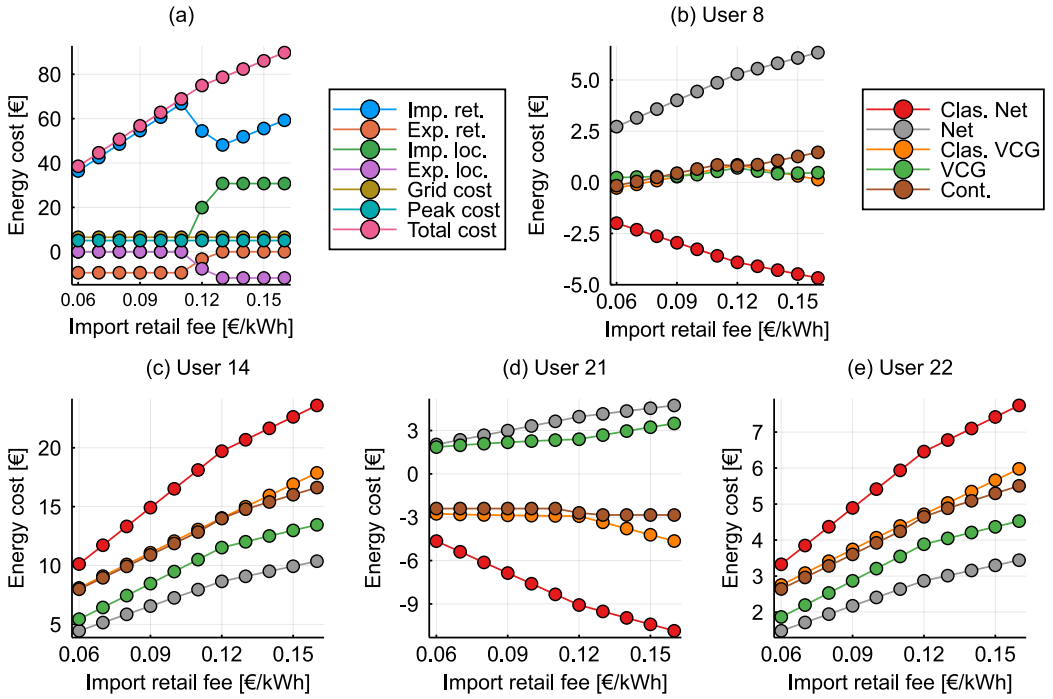 (a)
Energy cost [€]
80
60
40
20
0
0.06
0.09
0.12
0.15
Import retail fee [€/kWh]
Imp. ret.
Exp. ret.
Imp. loc.
Exp. loc.
Grid cost
Peak cost
Total cost
(b) User 8
Energy cost [€]
5.0
2.5
0.0
-2.5
-5.0
0.06
0.09
0.12
0.15
Import retail fee [€/kWh]
Clas. Net
Net
Clas. VCG
VCG
Cont.
(c) User 14
Energy cost [€]
20
15
10
5
0.06
0.09
0.12
0.15
Import retail fee [€/kWh]
(d) User 21
Energy cost [€]
3
0
-3
-6
-9
0.06
0.09
0.12
0.15
Import retail fee [€/kWh]
(e) User 22
Energy cost [€]
7
6
5
4
3
2
0.06
0.09
0.12
0.15
Import retail fee [€/kWh]